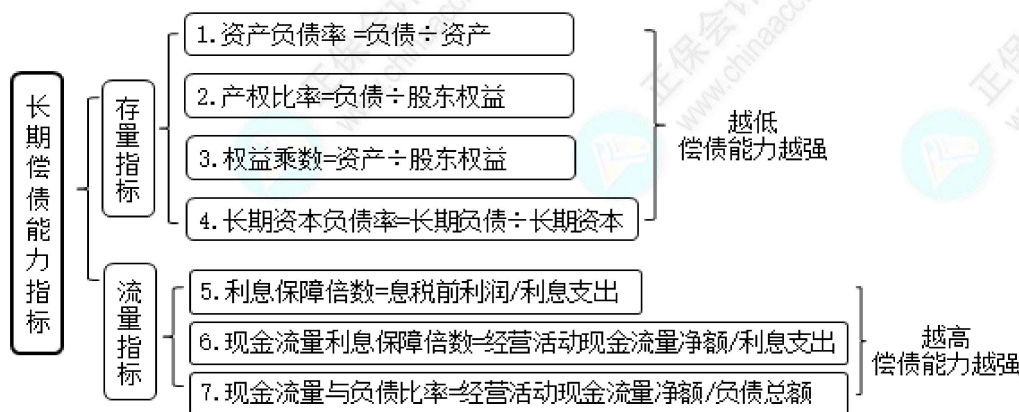 长期偿债能力指标
存量指标
1.资产负债率=负债÷资产
2.产权比率=负债÷股东权益
3.权益乘数=资产÷股东权益
4.长期资本负债率=长期负债÷长期资本
越低
偿债能力越强
流量指标
5.利息保障倍数=息税前利润/利息支出
6.现金流量利息保障倍数=经营活动现金流量净额/利息支出
7.现金流量与负债比率=经营活动现金流量净额/负债总额
越高
偿债能力越强